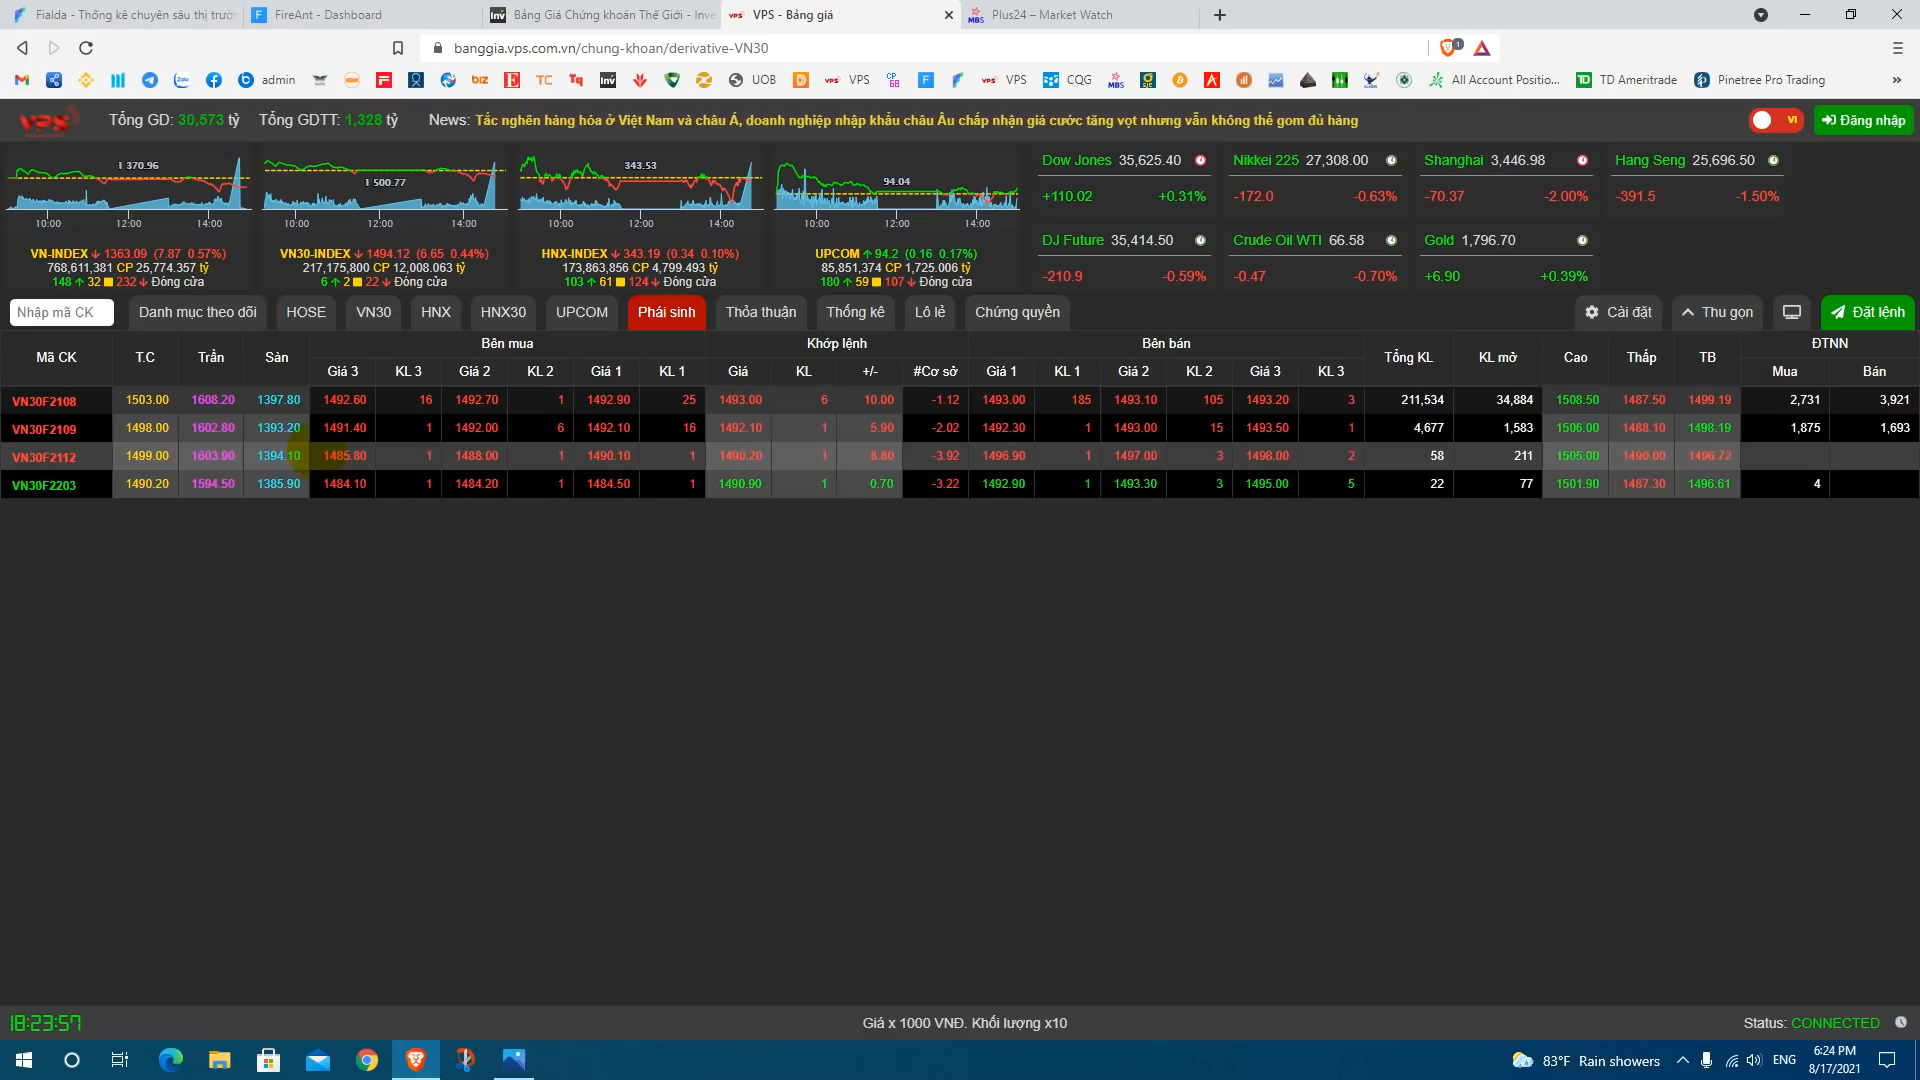 Fialda - Thống kê chuyên sâu thị trườn
FireAnt - Dashboard
Bảng Giá Chứng khoán Thế Giới - Inve
VPS - Bảng giá
Plus24 – Market Watch
banggia.vps.com.vn/chung-khoan/derivative-VN30
admin
UOB
VPS
VPS
CQG
MBS
All Account Positio...
TD Ameritrade
Pinetree Pro Trading
VPS
Tổng GD: 30,573 tỷ
Tổng GDTT: 1,328 tỷ
News: Tắc nghẽn hàng hóa ở Việt Nam và châu Á, doanh nghiệp nhập khẩu châu Âu chấp nhận giá cước tăng vọt nhưng vẫn không thể gom đủ hàng
VI
Đăng nhập
1 370.96
10:00 12:00 14:00
VN-INDEX 1363.09 (7.87 0.57%)
768,611,381 CP 25,774.357 tỷ
148 32 232 Đóng cửa
1 500.77
10:00 12:00 14:00
VN30-INDEX 1494.12 (6.65 0.44%)
217,175,800 CP 12,008.063 tỷ
6 2 22 Đóng cửa
343.53
10:00 12:00 14:00
HNX-INDEX 343.19 (0.34 0.10%)
173,863,856 CP 4,799.493 tỷ
103 61 124 Đóng cửa
94.04
10:00 12:00 14:00
UPCOM 94.2 (0.16 0.17%)
85,851,374 CP 1,725.006 tỷ
180 59 107 Đóng cửa
Dow Jones 35,625.40
+110.02 +0.31%
Nikkei 225 27,308.00
-172.0 -0.63%
Shanghai 3,446.98
-70.37 -2.00%
Hang Seng 25,696.50
-391.5 -1.50%
DJ Future 35,414.50
-210.9 -0.59%
Crude Oil WTI 66.58
-0.47 -0.70%
Gold 1,796.70
+6.90 +0.39%
Nhập mã CK
Danh mục theo dõi HOSE VN30 HNX HNX30 UPCOM Phái sinh Thỏa thuận Thống kê Lô lẻ Chứng quyền
Cài đặt Thu gọn Đặt lệnh
Mã CK T.C Trần Sàn Bên mua Khớp lệnh Bên bán Tổng KL KL mở Cao Thấp TB ĐTNN
Giá 3 KL 3 Giá 2 KL 2 Giá 1 KL 1 Giá KL +/- #Cơ sở Giá 1 KL 1 Giá 2 KL 2 Giá 3 KL 3 Mua Bán
VN30F2108 1503.00 1608.20 1397.80 1492.60 16 1492.70 1 1492.90 25 1493.00 6 10.00 -1.12 1493.00 185 1493.10 105 1493.20 3 211,534 34,884 1508.50 1487.50 1499.19 2,731 3,921
VN30F2109 1498.00 1602.80 1393.20 1491.40 1 1492.00 6 1492.10 16 1492.10 1 5.90 -2.02 1492.30 1 1493.00 15 1493.50 1 4,677 1,583 1506.00 1488.10 1498.19 1,875 1,693
VN30F2112 1499.00 1603.90 1394.10 1485.80 1 1488.00 1 1490.10 1 1490.20 1 8.80 -3.92 1496.90 1 1497.00 3 1498.00 2 58 211 1505.00 1490.00 1496.72
VN30F2203 1490.20 1594.50 1385.90 1484.10 1 1484.20 1 1484.50 1 1490.90 1 0.70 -3.22 1492.90 1 1493.30 3 1495.00 5 22 77 1501.90 1487.30 1496.61 4
18:23:57
Giá x 1000 VNĐ. Khối lượng x10
Status: CONNECTED
83°F Rain showers
ENG
6:24 PM
8/17/2021